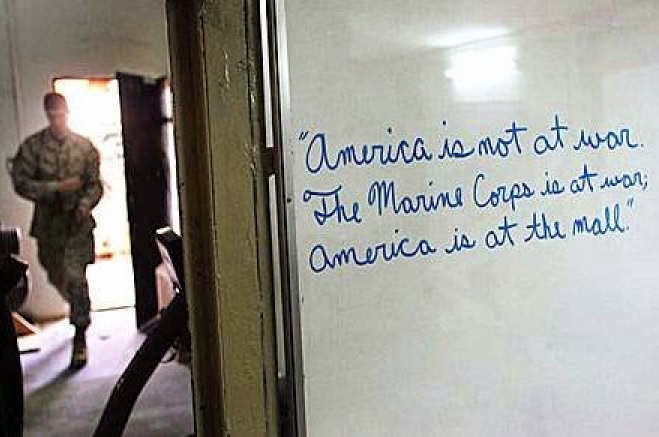 "America is not at war.
The Marine Corps is at war;
America is at the mall."